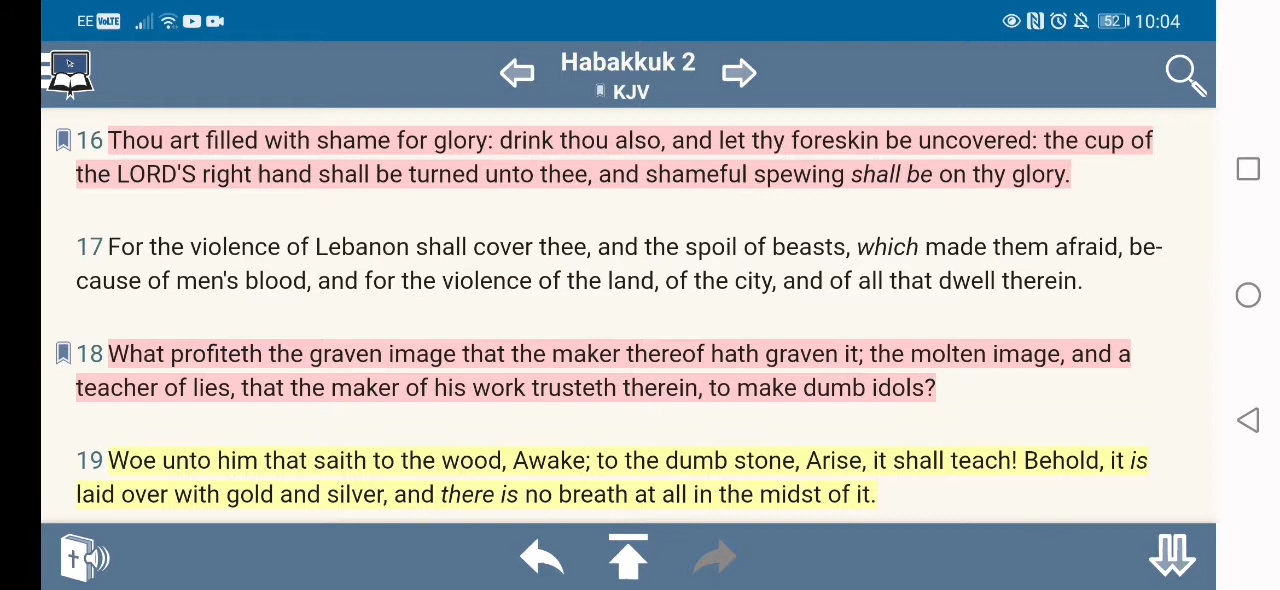 EE VoLTE 52 10:04
Habakkuk 2
KJV
16 Thou art filled with shame for glory: drink thou also, and let thy foreskin be uncovered: the cup of
the LORD'S right hand shall be turned unto thee, and shameful spewing shall be on thy glory.
17 For the violence of Lebanon shall cover thee, and the spoil of beasts, which made them afraid, be-
cause of men's blood, and for the violence of the land, of the city, and of all that dwell therein.
18 What profiteth the graven image that the maker thereof hath graven it; the molten image, and a
teacher of lies, that the maker of his work trusteth therein, to make dumb idols?
19 Woe unto him that saith to the wood, Awake; to the dumb stone, Arise, it shall teach! Behold, it is
laid over with gold and silver, and there is no breath at all in the midst of it.